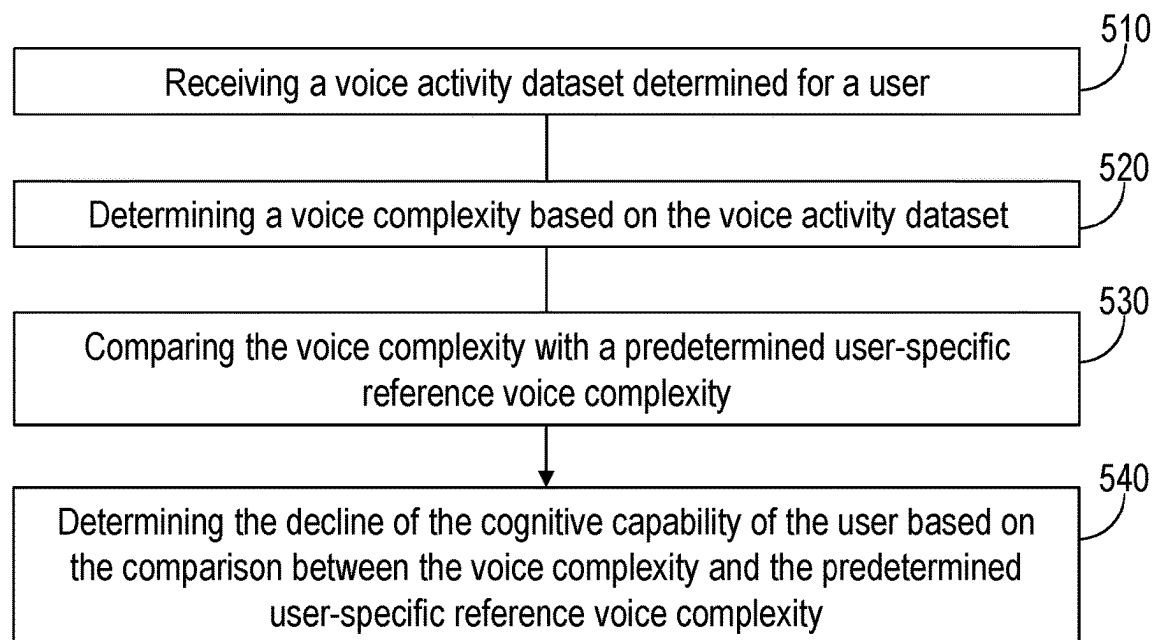 510
Receiving a voice activity dataset determined for a user
520
Determining a voice complexity based on the voice activity dataset
530
Comparing the voice complexity with a predetermined user-specific
reference voice complexity
540
Determining the decline of the cognitive capability of the user based on
the comparison between the voice complexity and the predetermined
user-specific reference voice complexity